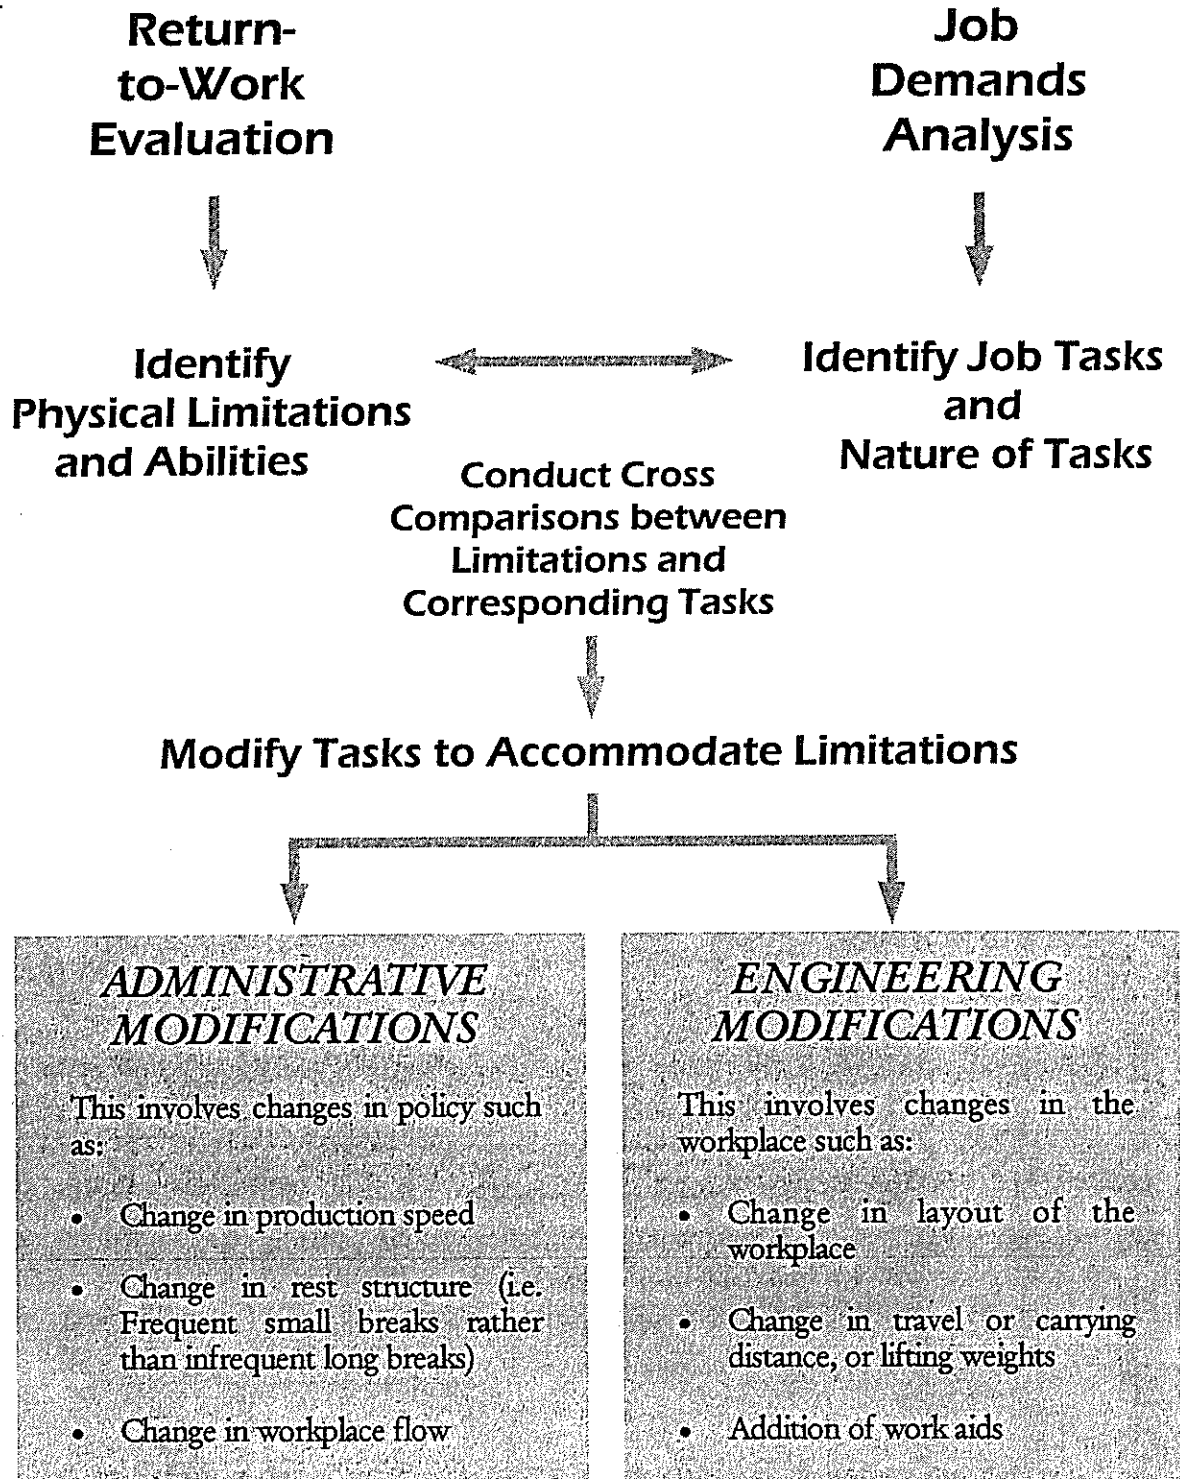 Return-
to-Work
Evaluation
Job
Demands
Analysis
Identify
Physical Limitations
and Abilities
Identify Job Tasks
and
Nature of Tasks
Conduct Cross
Comparisons between
Limitations and
Corresponding Tasks
Modify Tasks to Accommodate Limitations
ADMINISTRATIVE
MODIFICATIONS
This involves changes in policy such
as:
• Change in production speed
• Change in rest structure (i.e.
Frequent small breaks rather
than infrequent long breaks)
• Change in workplace flow
ENGINEERING
MODIFICATIONS
This involves changes in the
workplace such as:
• Change in layout of the
workplace
• Change in travel or carrying
distance, or lifting weights
• Addition of work aids